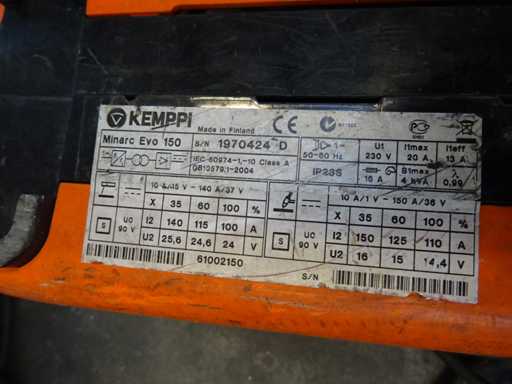 KEMPPI
Made in Finland
CE
Minarc Evo 150 S/N 1970424 D
1~
50-60 Hz
U1
230 V
I1max
20 A
I1eff
13 A
IEC-60974-1,-10 Class A
GB15579.1-2004
IP23S
16 A
S1max
4 kVA
λ
0,99
10 A/15 V - 140 A/37 V
X 35 60 100 %
S U0 90 V
I2 140 115 100 A
U2 25,6 24,6 24 V
10 A/1 V - 150 A/36 V
X 35 60 100 %
S U0 90 V
I2 150 125 110 A
U2 16 15 14,4 V
61002150
S/N